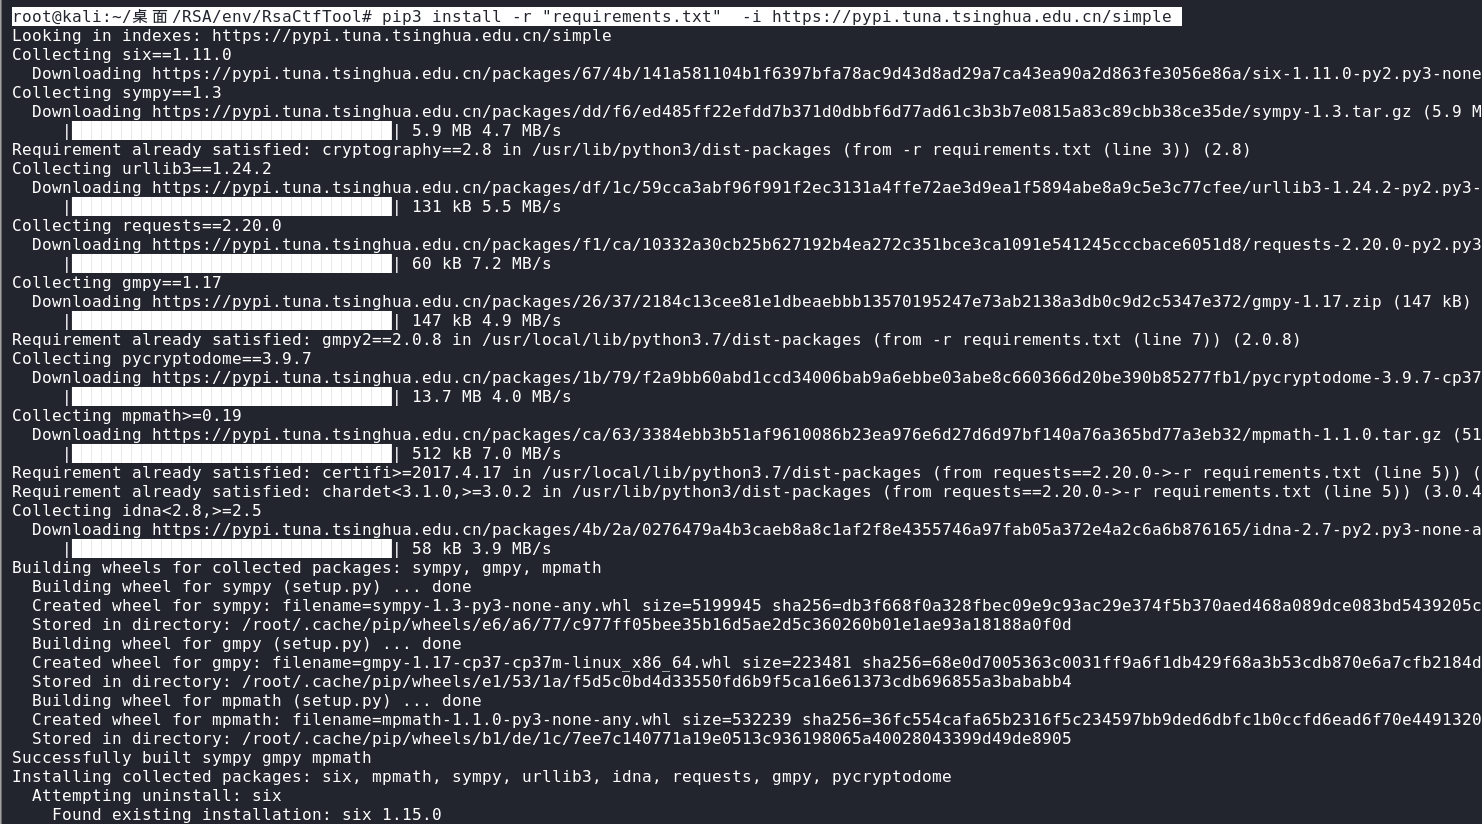 root@kali:~/桌面/RSA/env/RsaCtfTool# pip3 install -r "requirements.txt"  -i https://pypi.tuna.tsinghua.edu.cn/simple
Looking in indexes: https://pypi.tuna.tsinghua.edu.cn/simple
Collecting six==1.11.0
  Downloading https://pypi.tuna.tsinghua.edu.cn/packages/67/4b/141a581104b1f6397bfa78ac9d43d8ad29a7ca43ea90a2d863fe3056e86a/six-1.11.0-py2.py3-none
Collecting sympy==1.3
  Downloading https://pypi.tuna.tsinghua.edu.cn/packages/dd/f6/ed485ff22efdd7b371d0dbbf6d77ad61c3b3b7e0815a83c89cbb38ce35de/sympy-1.3.tar.gz (5.9 M
     |████████████████████████████████| 5.9 MB 4.7 MB/s
Requirement already satisfied: cryptography==2.8 in /usr/lib/python3/dist-packages (from -r requirements.txt (line 3)) (2.8)
Collecting urllib3==1.24.2
  Downloading https://pypi.tuna.tsinghua.edu.cn/packages/df/1c/59cca3abf96f991f2ec3131a4ffe72ae3d9ea1f5894abe8a9c5e3c77cfee/urllib3-1.24.2-py2.py3-
     |████████████████████████████████| 131 kB 5.5 MB/s
Collecting requests==2.20.0
  Downloading https://pypi.tuna.tsinghua.edu.cn/packages/f1/ca/10332a30cb25b627192b4ea272c351bce3ca1091e541245cccbace6051d8/requests-2.20.0-py2.py3
     |████████████████████████████████| 60 kB 7.2 MB/s
Collecting gmpy==1.17
  Downloading https://pypi.tuna.tsinghua.edu.cn/packages/26/37/2184c13cee81e1dbeaebbb13570195247e73ab2138a3db0c9d2c5347e372/gmpy-1.17.zip (147 kB)
     |████████████████████████████████| 147 kB 4.9 MB/s
Requirement already satisfied: gmpy2==2.0.8 in /usr/local/lib/python3.7/dist-packages (from -r requirements.txt (line 7)) (2.0.8)
Collecting pycryptodome==3.9.7
  Downloading https://pypi.tuna.tsinghua.edu.cn/packages/1b/79/f2a9bb60abd1ccd34006bab9a6ebbe03abe8c660366d20be390b85277fb1/pycryptodome-3.9.7-cp37
     |████████████████████████████████| 13.7 MB 4.0 MB/s
Collecting mpmath>=0.19
  Downloading https://pypi.tuna.tsinghua.edu.cn/packages/ca/63/3384ebb3b51af9610086b23ea976e6d27d6d97bf140a76a365bd77a3eb32/mpmath-1.1.0.tar.gz (51
     |████████████████████████████████| 512 kB 7.0 MB/s
Requirement already satisfied: certifi>=2017.4.17 in /usr/local/lib/python3.7/dist-packages (from requests==2.20.0->-r requirements.txt (line 5)) (
Requirement already satisfied: chardet<3.1.0,>=3.0.2 in /usr/lib/python3/dist-packages (from requests==2.20.0->-r requirements.txt (line 5)) (3.0.4
Collecting idna<2.8,>=2.5
  Downloading https://pypi.tuna.tsinghua.edu.cn/packages/4b/2a/0276479a4b3caeb8a8c1af2f8e4355746a97fab05a372e4a2c6a6b876165/idna-2.7-py2.py3-none-a
     |████████████████████████████████| 58 kB 3.9 MB/s
Building wheels for collected packages: sympy, gmpy, mpmath
  Building wheel for sympy (setup.py) ... done
  Created wheel for sympy: filename=sympy-1.3-py3-none-any.whl size=5199945 sha256=db3f668f0a328fbec09e9c93ac29e374f5b370aed468a089dce083bd5439205c
  Stored in directory: /root/.cache/pip/wheels/e6/a6/77/c977ff05bee35b16d5ae2d5c360260b01e1ae93a18188a0f0d
  Building wheel for gmpy (setup.py) ... done
  Created wheel for gmpy: filename=gmpy-1.17-cp37-cp37m-linux_x86_64.whl size=223481 sha256=68e0d7005363c0031ff9a6f1db429f68a3b53cdb870e6a7cfb2184d
  Stored in directory: /root/.cache/pip/wheels/e1/53/1a/f5d5c0bd4d33550fd6b9f5ca16e61373cdb696855a3bababb4
  Building wheel for mpmath (setup.py) ... done
  Created wheel for mpmath: filename=mpmath-1.1.0-py3-none-any.whl size=532239 sha256=36fc554cafa65b2316f5c234597bb9ded6dbfc1b0ccfd6ead6f70e4491320
  Stored in directory: /root/.cache/pip/wheels/b1/de/1c/7ee7c140771a19e0513c936198065a40028043399d49de8905
Successfully built sympy gmpy mpmath
Installing collected packages: six, mpmath, sympy, urllib3, idna, requests, gmpy, pycryptodome
  Attempting uninstall: six
    Found existing installation: six 1.15.0